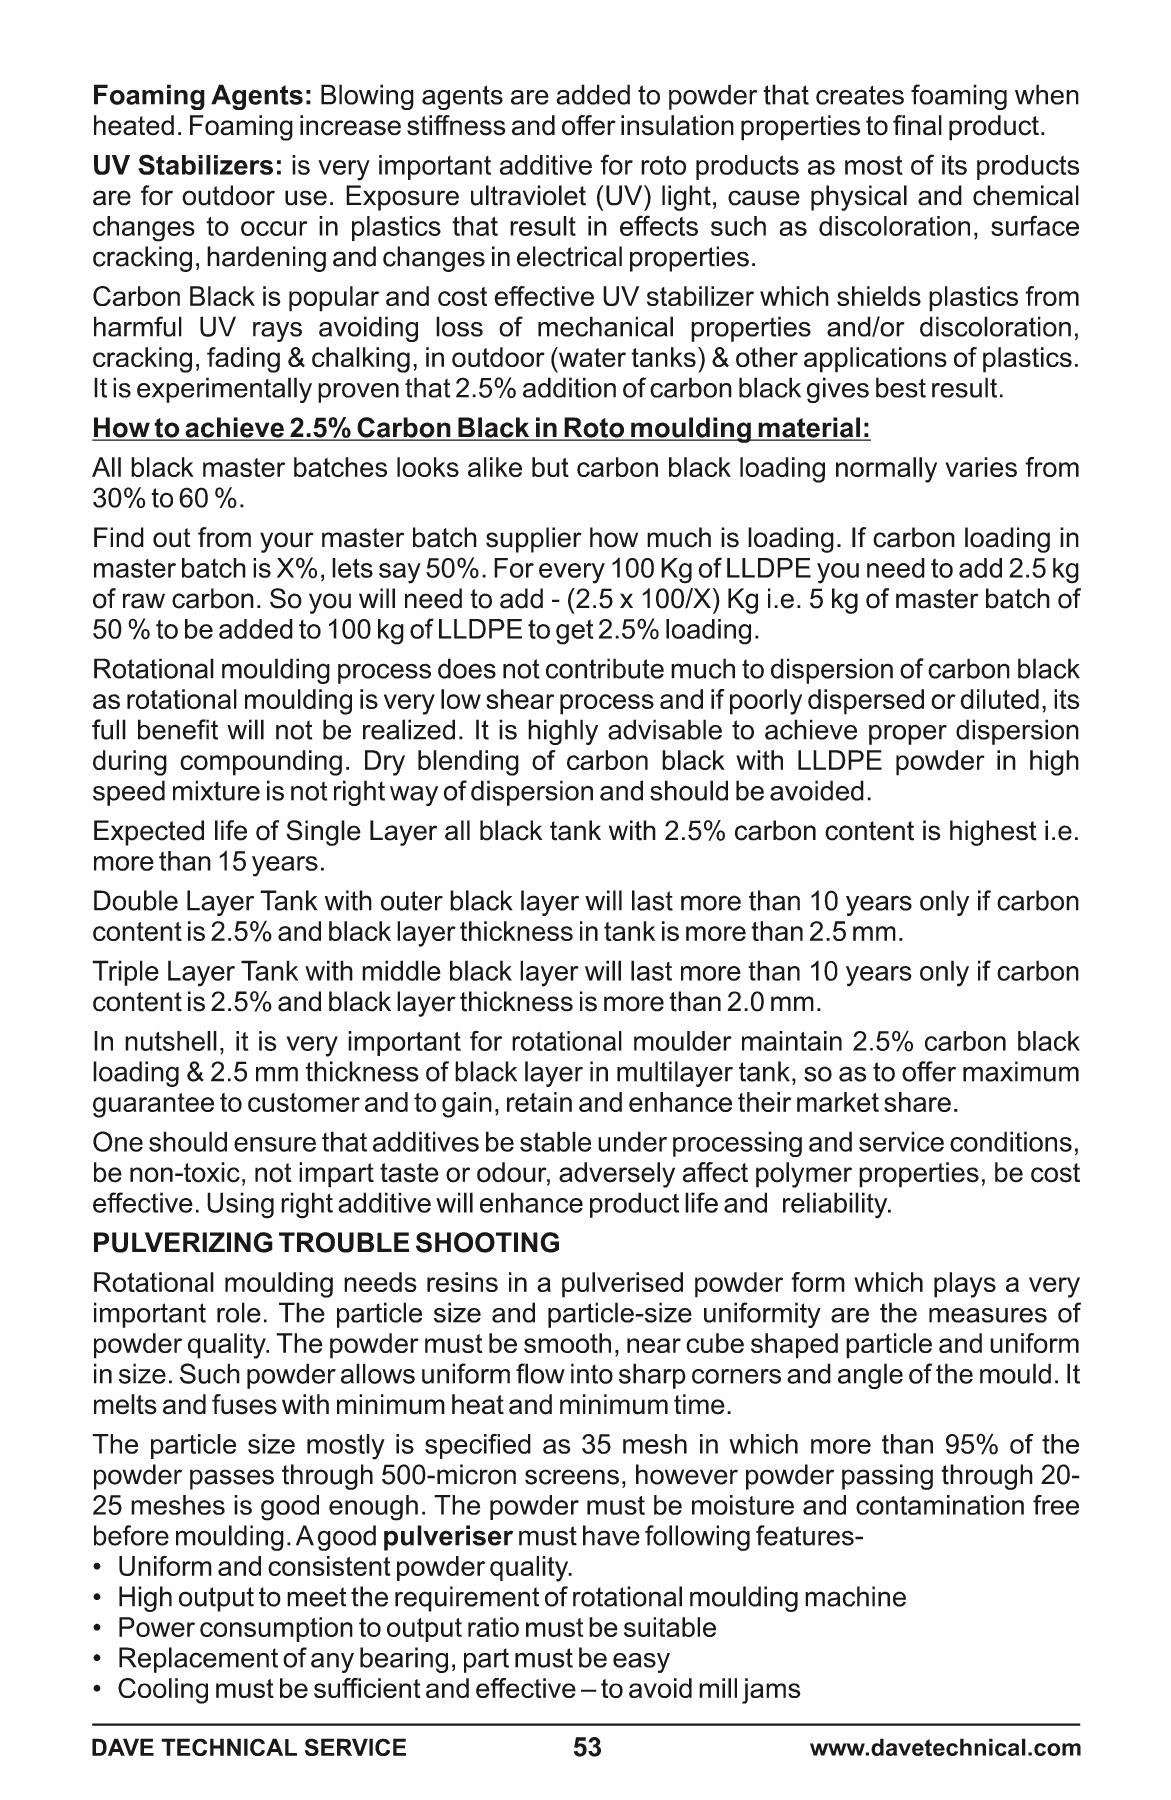 Foaming Agents: Blowing agents are added to powder that creates foaming when
heated. Foaming increase stiffness and offer insulation properties to final product.
UV Stabilizers: is very important additive for roto products as most of its products
are for outdoor use. Exposure ultraviolet (UV) light, cause physical and chemical
changes to occur in plastics that result in effects such as discoloration, surface
cracking, hardening and changes in electrical properties.
Carbon Black is popular and cost effective UV stabilizer which shields plastics from
harmful UV rays avoiding loss of mechanical properties and/or discoloration,
cracking, fading & chalking, in outdoor (water tanks) & other applications of plastics.
It is experimentally proven that 2.5% addition of carbon black gives best result.
How to achieve 2.5% Carbon Black in Roto moulding material:
All black master batches looks alike but carbon black loading normally varies from
30% to 60 %.
Find out from your master batch supplier how much is loading. If carbon loading in
master batch is X%, lets say 50%. For every 100 Kg of LLDPE you need to add 2.5 kg
of raw carbon. So you will need to add - (2.5 x 100/X) Kg i.e. 5 kg of master batch of
50 % to be added to 100 kg of LLDPE to get 2.5% loading.
Rotational moulding process does not contribute much to dispersion of carbon black
as rotational moulding is very low shear process and if poorly dispersed or diluted, its
full benefit will not be realized. It is highly advisable to achieve proper dispersion
during compounding. Dry blending of carbon black with LLDPE powder in high
speed mixture is not right way of dispersion and should be avoided.
Expected life of Single Layer all black tank with 2.5% carbon content is highest i.e.
more than 15 years.
Double Layer Tank with outer black layer will last more than 10 years only if carbon
content is 2.5% and black layer thickness in tank is more than 2.5 mm.
Triple Layer Tank with middle black layer will last more than 10 years only if carbon
content is 2.5% and black layer thickness is more than 2.0 mm.
In nutshell, it is very important for rotational moulder maintain 2.5% carbon black
loading & 2.5 mm thickness of black layer in multilayer tank, so as to offer maximum
guarantee to customer and to gain, retain and enhance their market share.
One should ensure that additives be stable under processing and service conditions,
be non-toxic, not impart taste or odour, adversely affect polymer properties, be cost
effective. Using right additive will enhance product life and reliability.
PULVERIZING TROUBLE SHOOTING
Rotational moulding needs resins in a pulverised powder form which plays a very
important role. The particle size and particle-size uniformity are the measures of
powder quality. The powder must be smooth, near cube shaped particle and uniform
in size. Such powder allows uniform flow into sharp corners and angle of the mould. It
melts and fuses with minimum heat and minimum time.
The particle size mostly is specified as 35 mesh in which more than 95% of the
powder passes through 500-micron screens, however powder passing through 20-
25 meshes is good enough. The powder must be moisture and contamination free
before moulding. A good pulveriser must have following features-
• Uniform and consistent powder quality.
• High output to meet the requirement of rotational moulding machine
• Power consumption to output ratio must be suitable
• Replacement of any bearing, part must be easy
• Cooling must be sufficient and effective – to avoid mill jams
DAVE TECHNICAL SERVICE 53 www.davetechnical.com